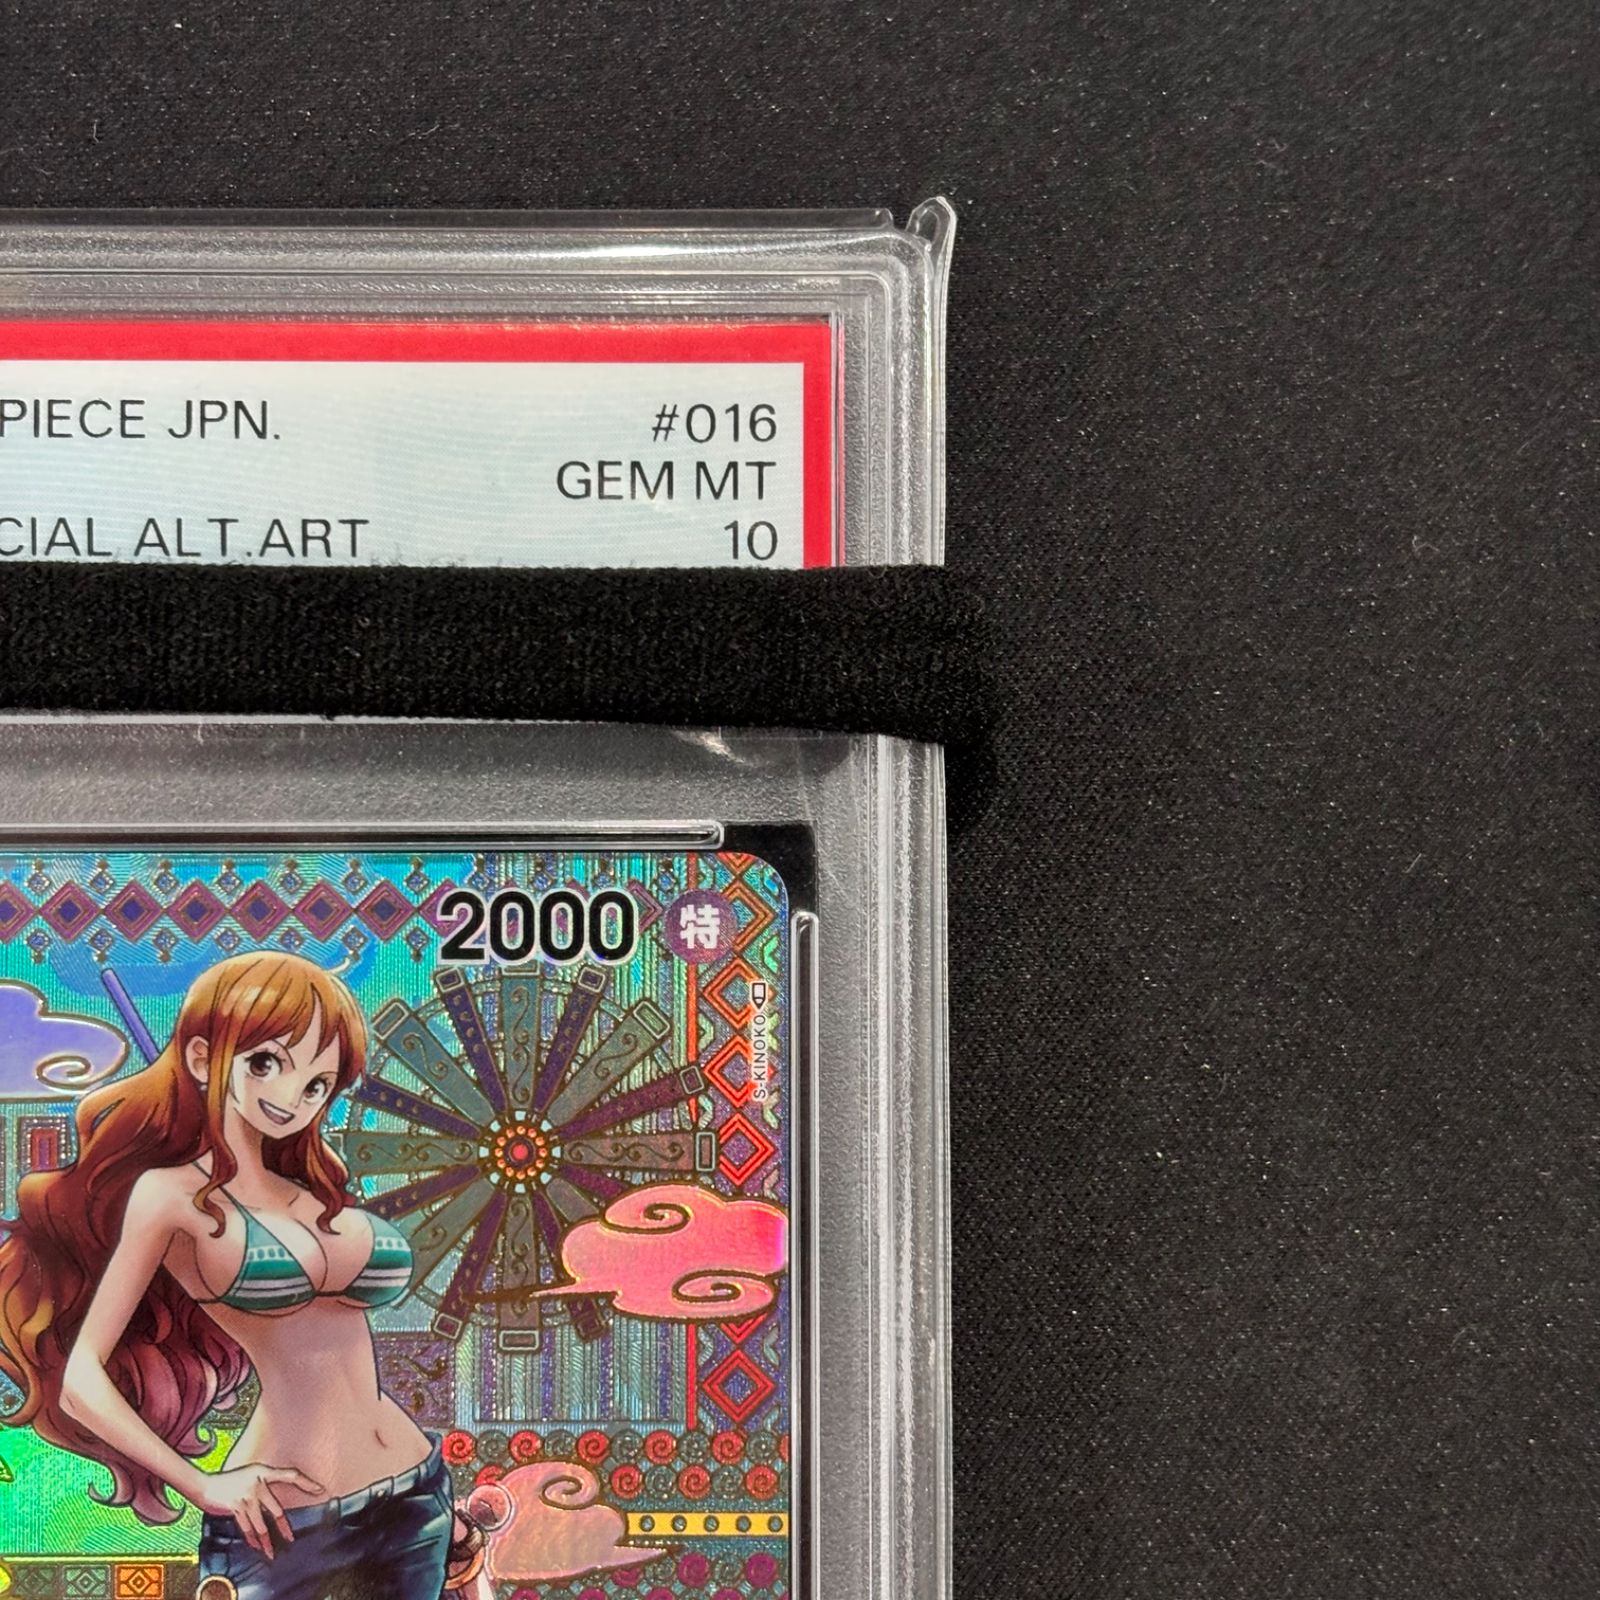 PIECE JPN.
#016
GEM MT
CIAL ALT.ART
10
2000
特
S-KINOKO